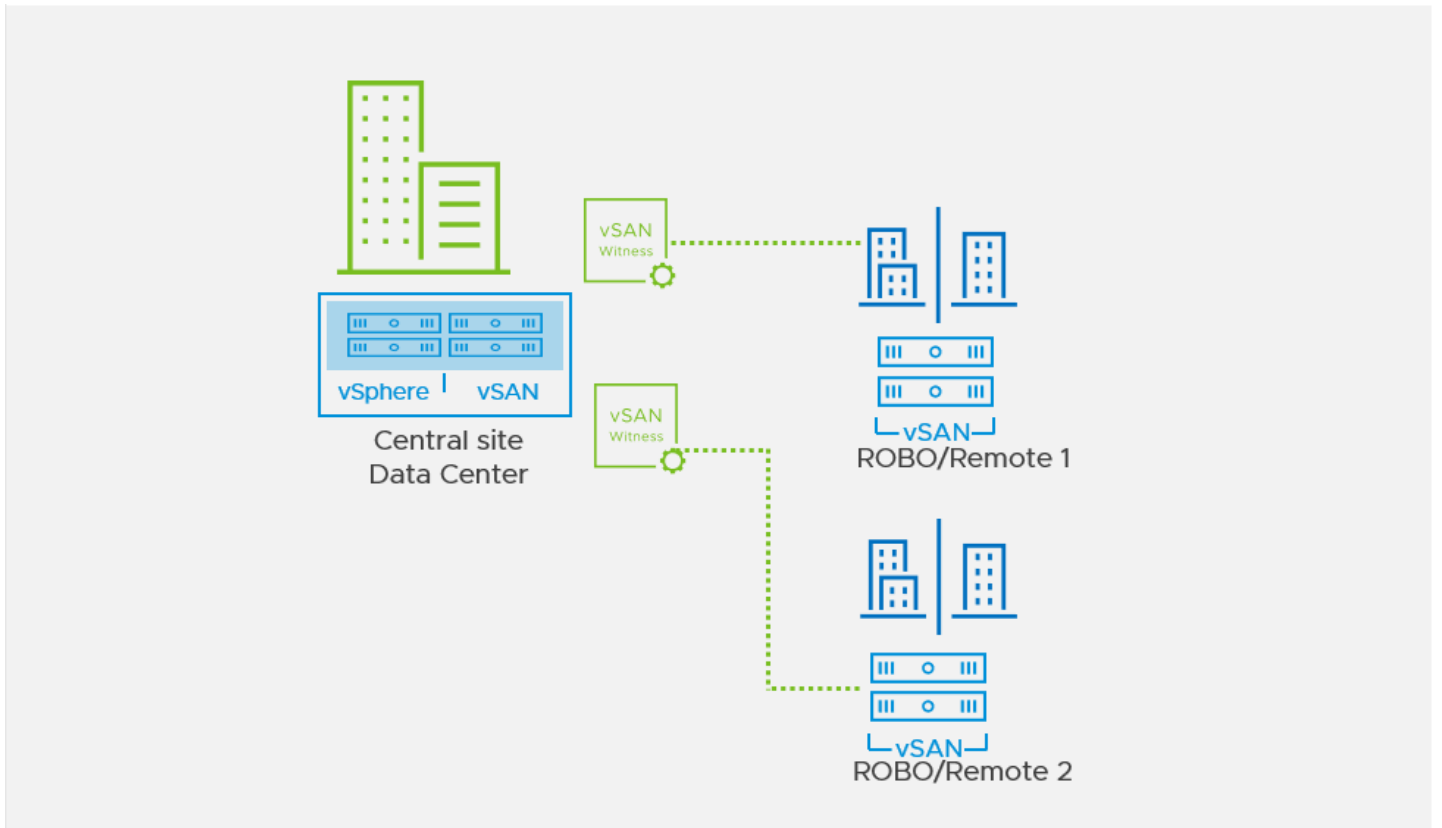 vSAN
Witness
vSphere
vSAN
Central site
Data Center
vSAN
Witness
vSAN
ROBO/Remote 1
vSAN
ROBO/Remote 2